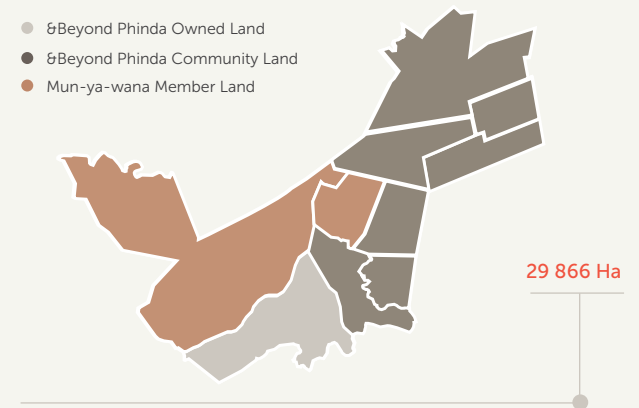 &Beyond Phinda Owned Land
&Beyond Phinda Community Land
Mun-ya-wana Member Land
29 866 Ha